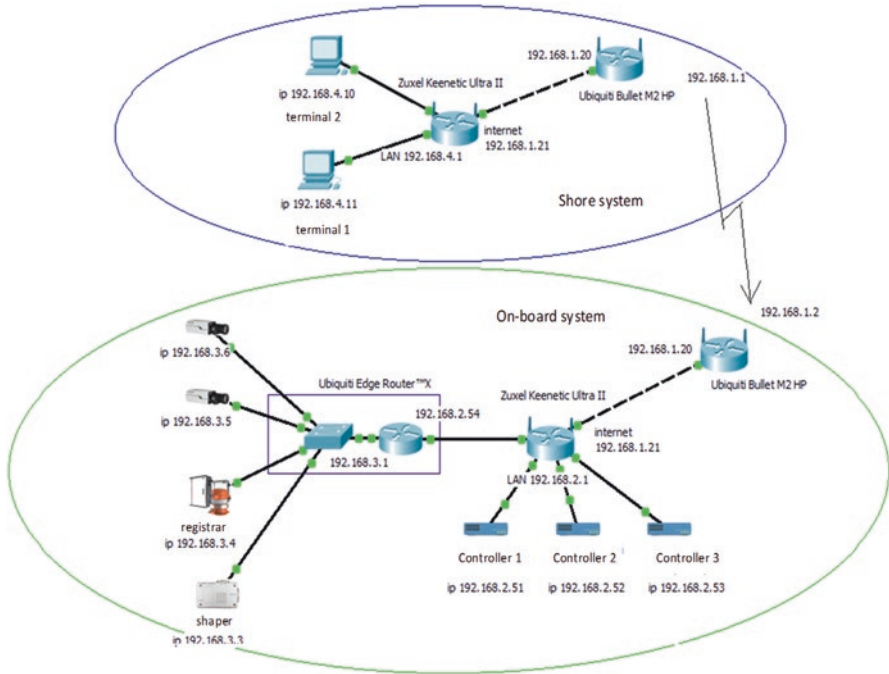 192.168.1.20
192.168.1.1
Zuxel Keenetic Ultra II
Ubiquiti Bullet M2 HP
ip 192.168.4.10
terminal 2
internet
192.168.1.21
LAN 192.168.4.1
ip 192.168.4.11
terminal 1
Shore system
On-board system
192.168.1.2
192.168.1.20
Ubiquiti Bullet M2 HP
ip 192.168.3.6
Ubiquiti Edge Router™X
Zuxel Keenetic Ultra II
192.168.2.54
ip 192.168.3.5
internet
192.168.1.21
192.168.3.1
LAN 192.168.2.1
registrar
ip 192.168.3.4
Controller 1
Controller 2
Controller 3
ip 192.168.2.51
ip 192.168.2.52
ip 192.168.2.53
shaper
ip 192.168.3.3